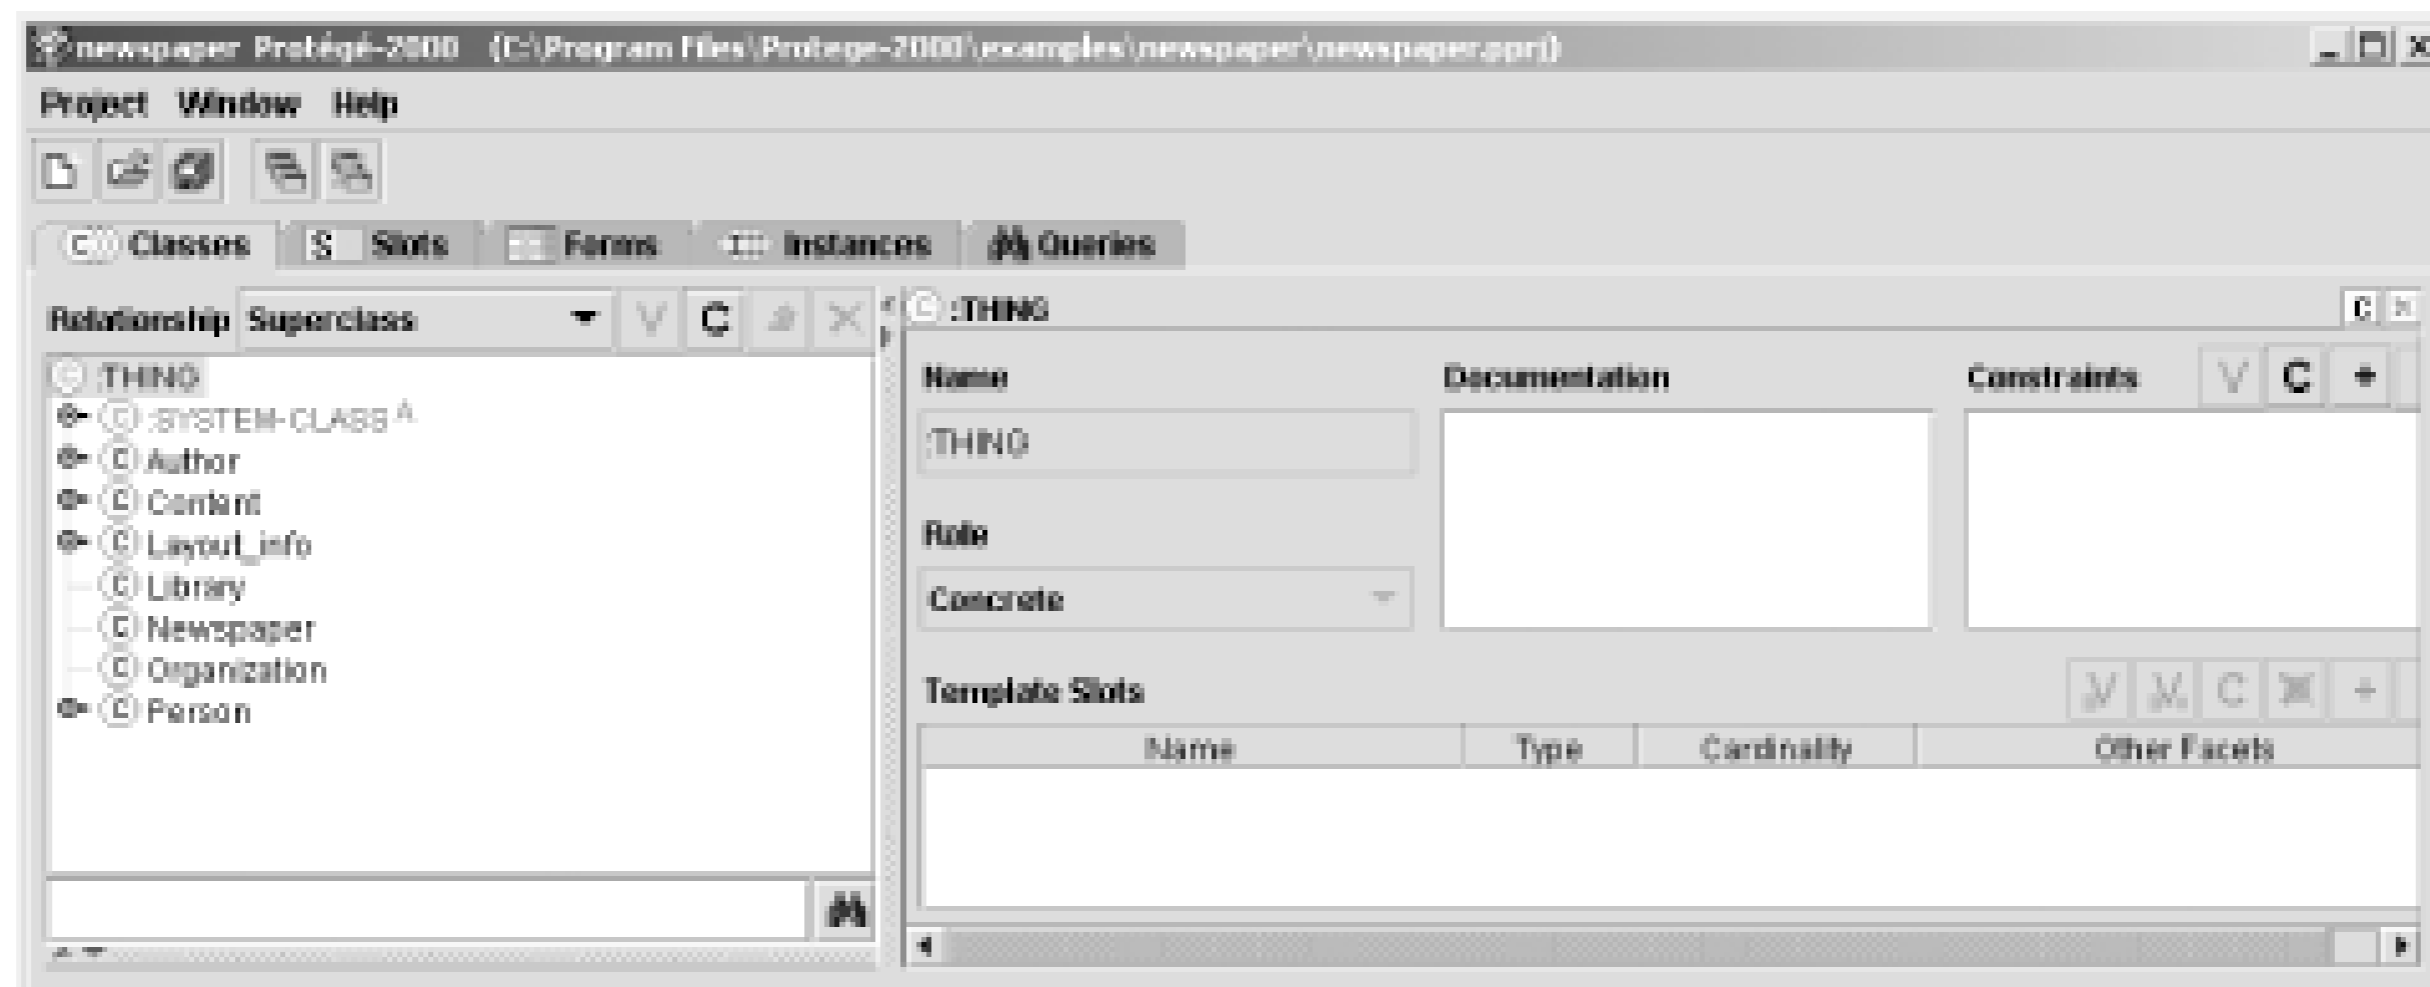 newspaper Protégé-2000 (C:\Program Files\Protege-2000\examples\newspaper\newspaper.pprj)
Project Window Help
C Classes S Slots Forms I Instances Queries
Relationship Superclass V C
C :THING
C :SYSTEM-CLASS A
C Author
C Content
C Layout_info
C Library
C Newspaper
C Organization
C Person
C :THING C X
Name Documentation Constraints V C +
:THING
Role
Concrete
Template Slots V V C X +
Name Type Cardinality Other Facets